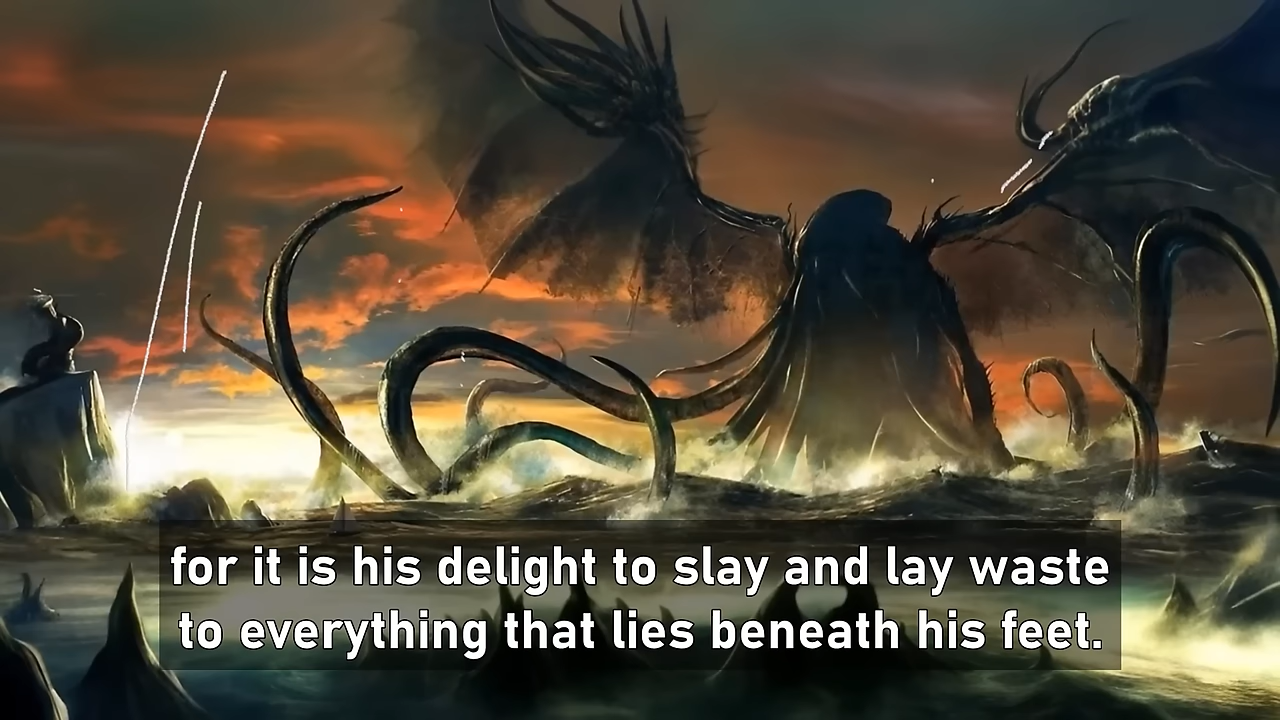 for it is his delight to slay and lay waste
to everything that lies beneath his feet.